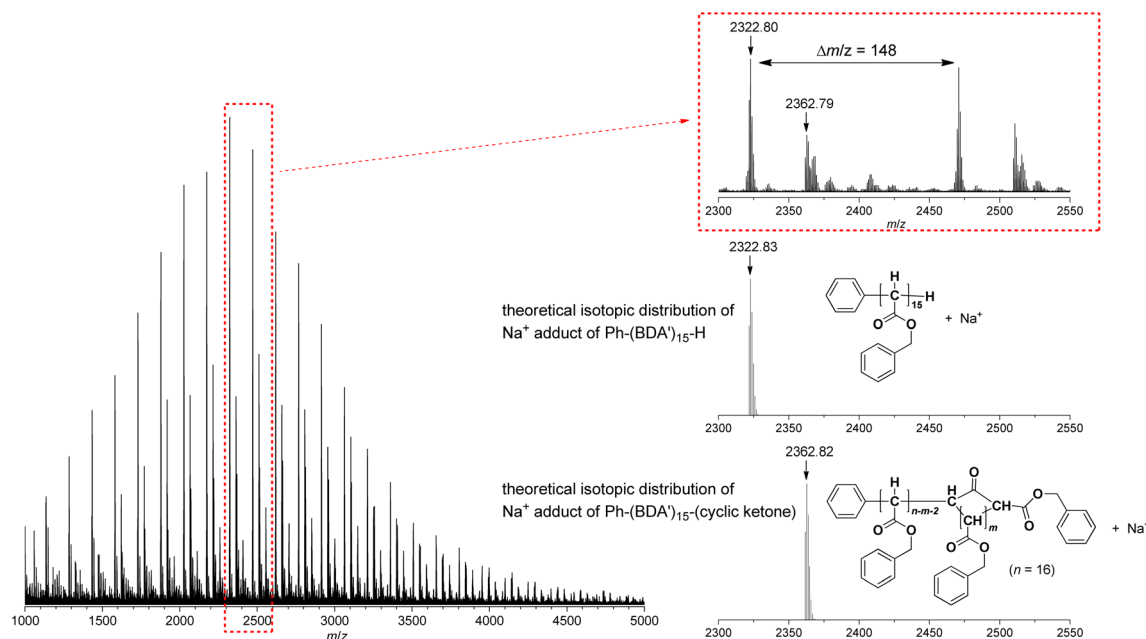 2322.80
Δm/z = 148
2362.79
2300 2350 2400 2450 2500 2550
m/z
2322.83
theoretical isotopic distribution of
Na+ adduct of Ph-(BDA')15-H
H
C
15
H
O
O
+ Na+
2300 2350 2400 2450 2500 2550
2362.82
theoretical isotopic distribution of
Na+ adduct of Ph-(BDA')15-(cyclic ketone)
H
C
n-m-2
O
O
H
C
O
CH
C
O
O
CH
m
C
O
O
+ Na
(n = 16)
2300 2350 2400 2450 2500 2550
m/z
1000 1500 2000 2500 3000 3500 4000 4500 5000
m/z